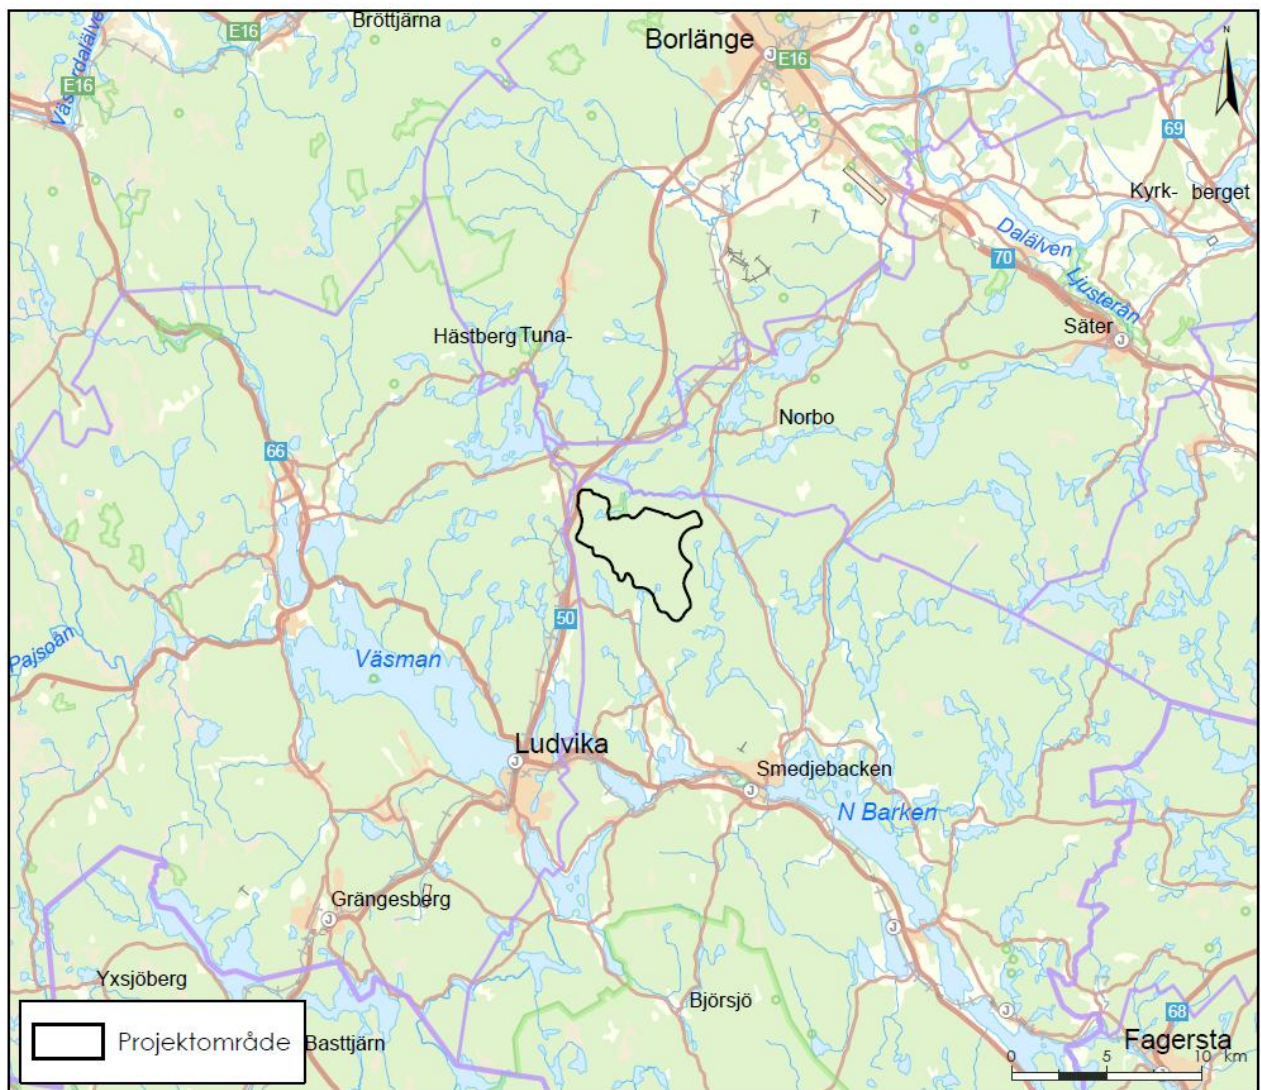 Bröttjärna
E16
Borlänge
E16
N
E16
Västerdalälven
69
Kyrk- berget
Dalälven
70
Ljusterån
Säter
Hästberg Tuna-
Norbo
66
50
Pajsoån
Väsman
Ludvika
Smedjebacken
N Barken
Grängesberg
Yxsjöberg
Björsjö
68
Fagersta
Projektområde
Basttjärn
0 5 10 km
J
J
J
J
J
J
J